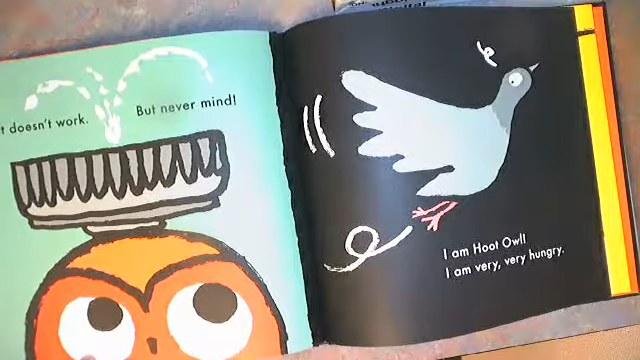 t doesn't work.
But never mind!
I am Hoot Owl!
I am very, very hungry.